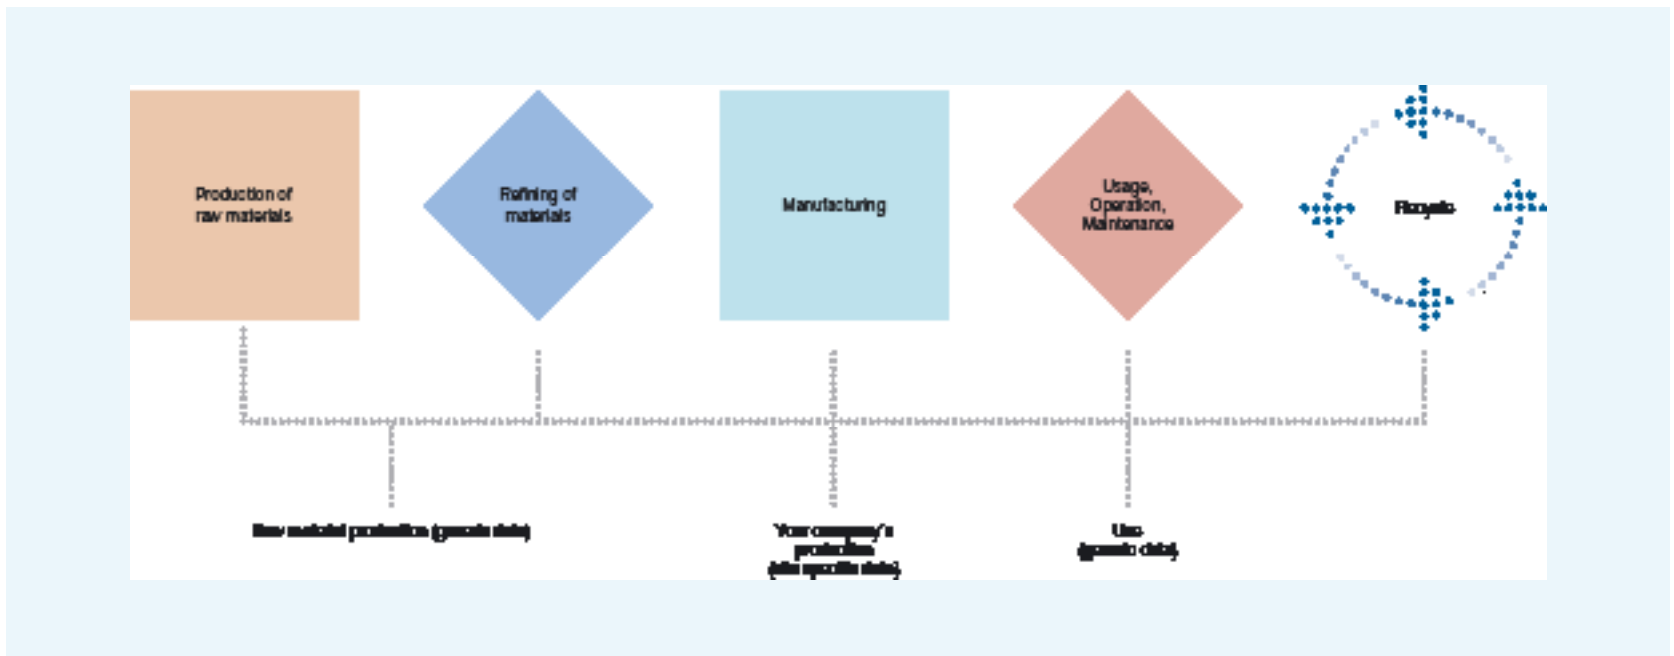 Production of
raw materials
Refining of
materials
Manufacturing
Usage,
Operation,
Maintenance
Recycle
Raw material production (generic data)
Your company's
production
(site specific data)
Use
(generic data)